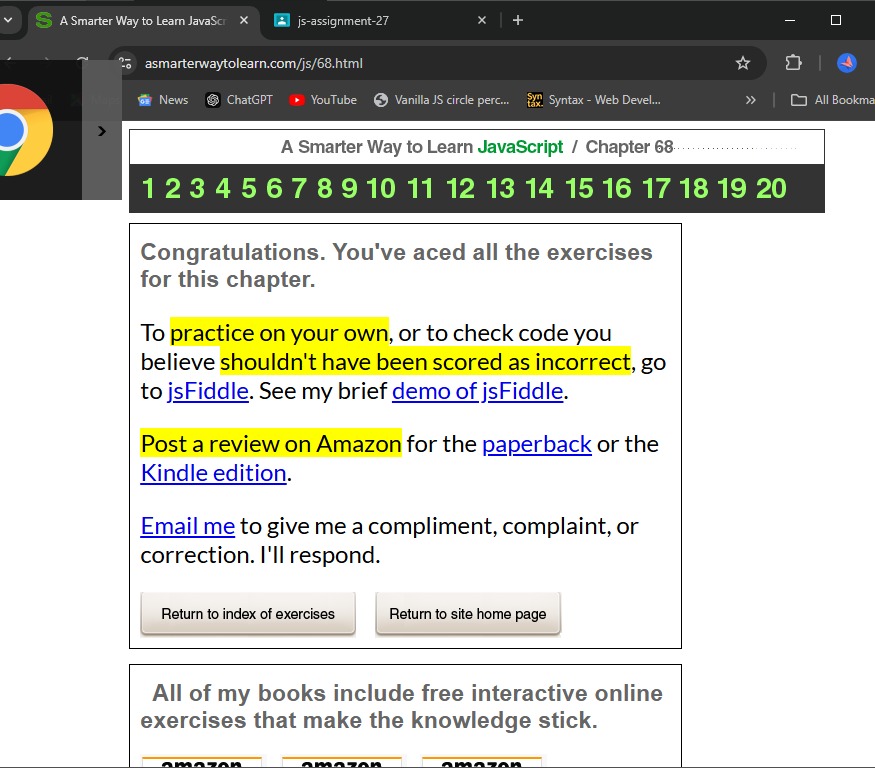 A Smarter Way to Learn JavaScr
js-assignment-27
asmarterwaytolearn.com/js/68.html
News
ChatGPT
YouTube
Vanilla JS circle perc...
Syn
tax.
Syntax - Web Devel...
All Bookma
A Smarter Way to Learn JavaScript / Chapter 68
1 2 3 4 5 6 7 8 9 10 11 12 13 14 15 16 17 18 19 20
Congratulations. You've aced all the exercises
for this chapter.
To practice on your own, or to check code you
believe shouldn't have been scored as incorrect, go
to jsFiddle. See my brief demo of jsFiddle.
Post a review on Amazon for the paperback or the
Kindle edition.
Email me to give me a compliment, complaint, or
correction. I'll respond.
Return to index of exercises
Return to site home page
All of my books include free interactive online
exercises that make the knowledge stick.
amazon amazon amazon